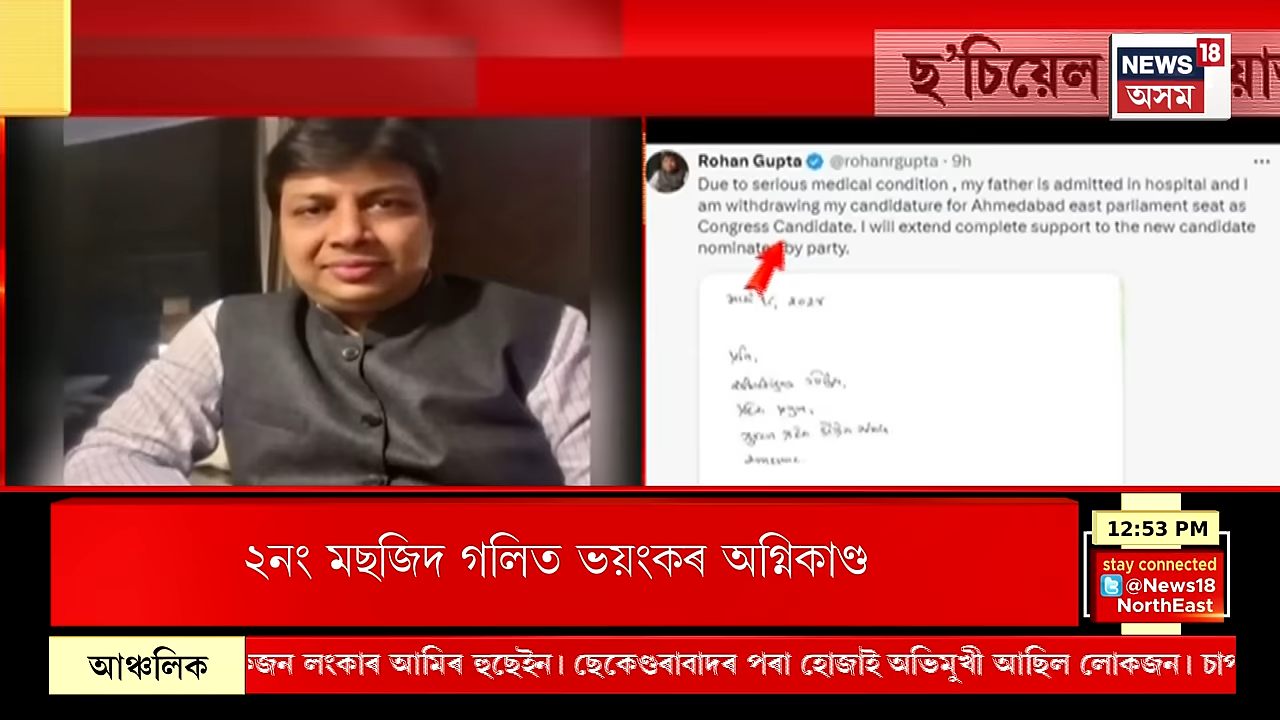 ছ'চিয়েল
NEWS 18
অসম
Rohan Gupta @rohanrgupta · 9h
Due to serious medical condition , my father is admitted in hospital and I
am withdrawing my candidature for Ahmedabad east parliament seat as
Congress Candidate. I will extend complete support to the new candidate
by party.
২নং মছজিদ গলিত ভয়ংকৰ অগ্নিকাণ্ড
12:53 PM
stay connected
@News18
NorthEast
আঞ্চলিক
লংকাৰ আমিৰ হুছেইন। ছেকেণ্ডৰাবাদৰ পৰা হোজাই অভিমুখী আছিল লোকজন।